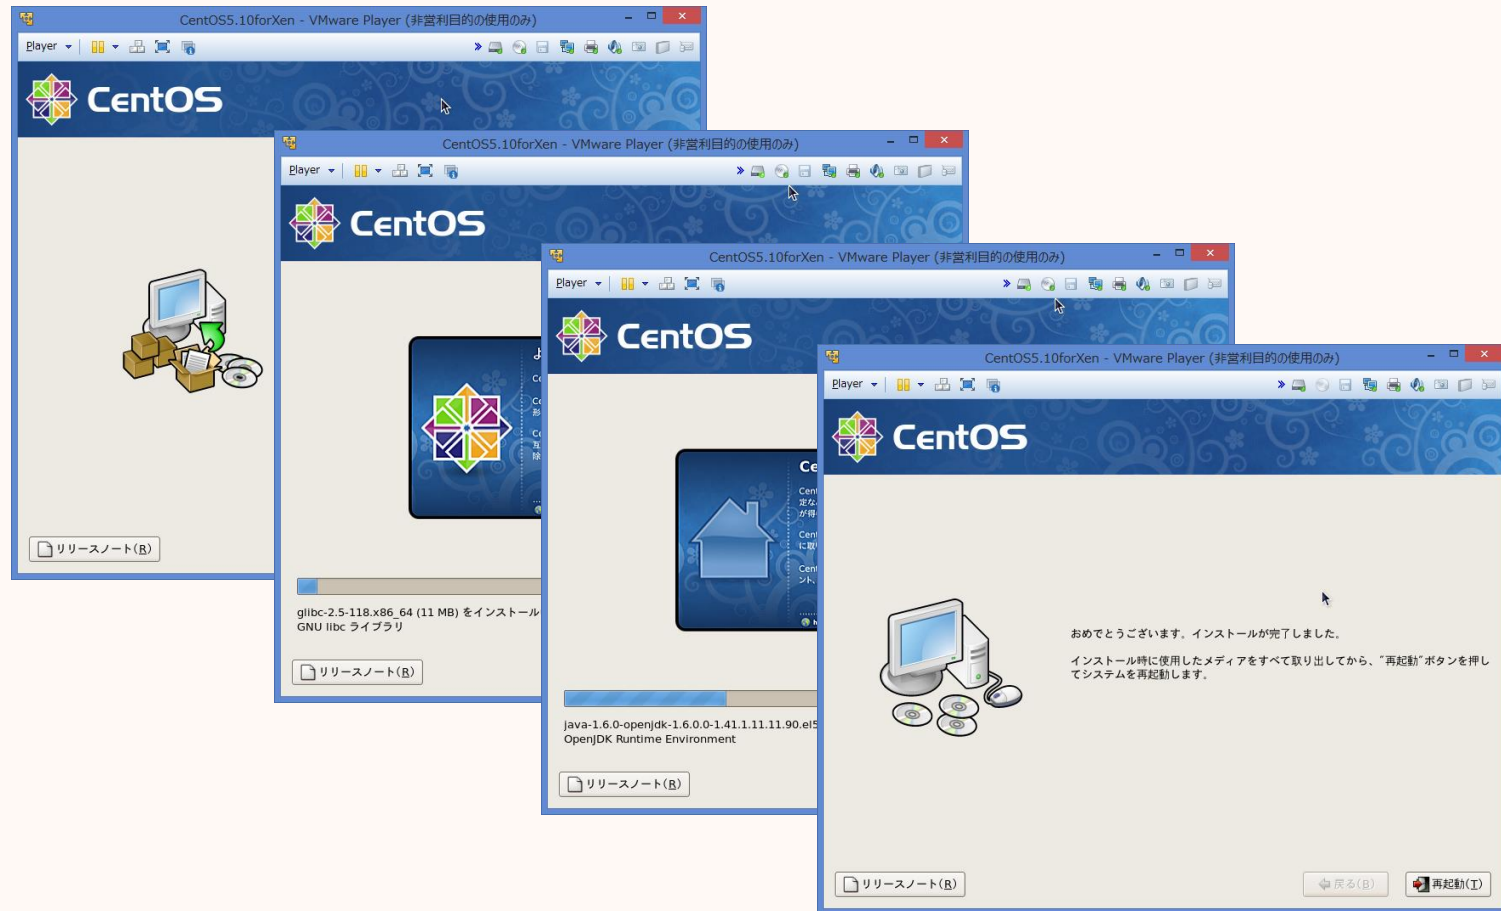 CentOS5.10forXen - VMware Player (非営利目的の使用のみ)
Player
CentOS
リリースノート(R)
CentOS5.10forXen - VMware Player (非営利目的の使用のみ)
Player
CentOS
glibc-2.5-118.x86_64 (11 MB) をインストール
GNU libc ライブラリ
リリースノート(R)
CentOS5.10forXen - VMware Player (非営利目的の使用のみ)
Player
CentOS
java-1.6.0-openjdk-1.6.0.0-1.41.1.11.11.90.el5
OpenJDK Runtime Environment
リリースノート(R)
CentOS5.10forXen - VMware Player (非営利目的の使用のみ)
Player
CentOS
おめでとうございます。インストールが完了しました。
インストール時に使用したメディアをすべて取り出してから、"再起動"ボタンを押し
てシステムを再起動します。
リリースノート(R)
戻る(B)
再起動(T)